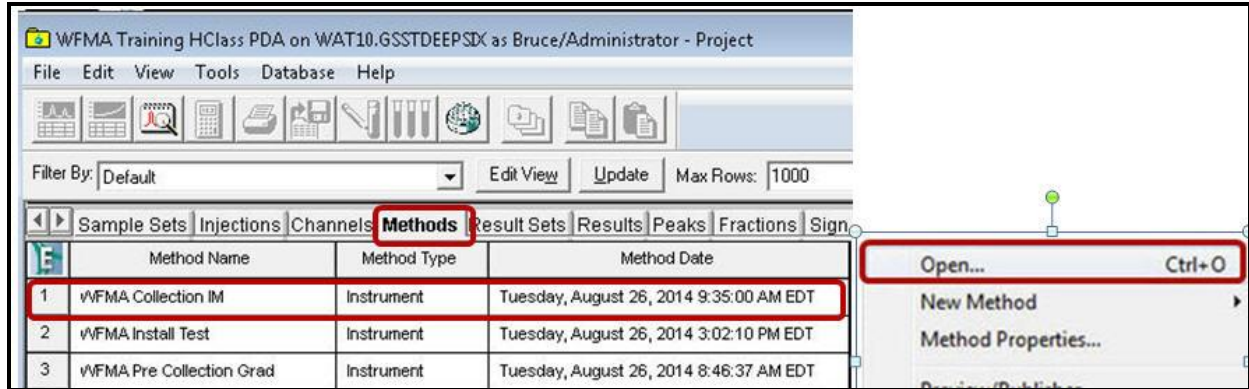 WFMA Training HClass PDA on WAT10.GSSTDEEPSIX as Bruce/Administrator - Project
File Edit View Tools Database Help
Filter By: Default Edit View Update Max Rows: 1000
Sample Sets Injections Channels Methods Result Sets Results Peaks Fractions Sign
Method Name Method Type Method Date
1 WFMA Collection IM Instrument Tuesday, August 26, 2014 9:35:00 AM EDT
2 WFMA Install Test Instrument Tuesday, August 26, 2014 3:02:10 PM EDT
3 WFMA Pre Collection Grad Instrument Tuesday, August 26, 2014 8:46:37 AM EDT
Open... Ctrl+O
New Method
Method Properties...